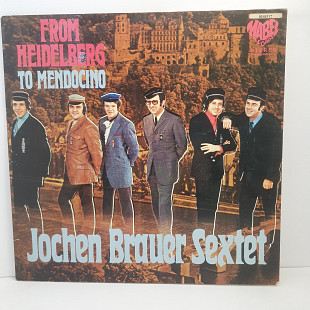 FROM
HEIDELBERG
TO MENDOCINO
Jochen Brauer Sextet